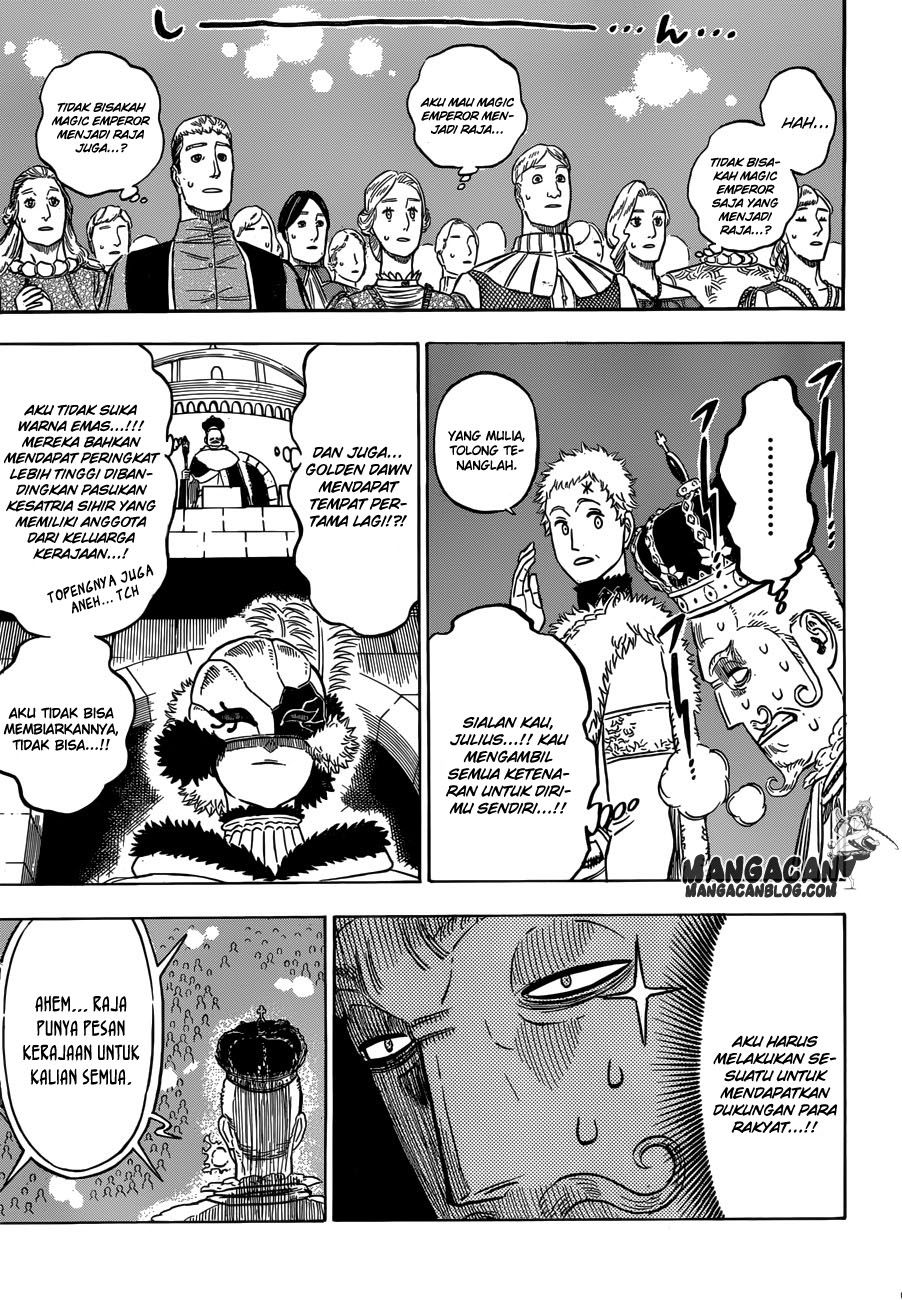 し ——— ん...
HAH...
TIDAK BISA-
KAH MAGIC
EMPEROR
SAJA YANG
MENJADI
RAJA...?
AKU MAU MAGIC
EMPEROR MEN-
JADI RAJA...
TIDAK BISAKAH
MAGIC EMPEROR
MENJADI RAJA
JUGA...?
.........
YANG MULIA,
TOLONG TE-
NANGLAH.
SIALAN KAU,
JULIUS...!! KAU
MENGAMBIL
SEMUA KETENA-
RAN UNTUK DIRI-
MU SENDIRI...!!
DAN JUGA...
GOLDEN DAWN
MENDAPAT
TEMPAT PER-
TAMA LAGI!?!
AKU TIDAK SUKA
WARNA EMAS...!!!
MEREKA BAHKAN
MENDAPAT PERINGKAT
LEBIH TINGGI DIBAN-
DINGKAN PASUKAN
KESATRIA SIHIR YANG
MEMILIKI ANGGOTA
DARI KELUARGA
KERAJAAN...!
TOPENGNYA JUGA
ANEH... TCH
AKU TIDAK BISA
MEMBIARKANNYA,
TIDAK BISA...!!
MANGACAN
MANGACANBLOG.COM
AKU HARUS
MELAKUKAN SE-
SUATU UNTUK
MENDAPATKAN
DUKUNGAN PARA
RAKYAT...!!
AHEM... RAJA
PUNYA PESAN
KERAJAAN UNTUK
KALIAN SEMUA.